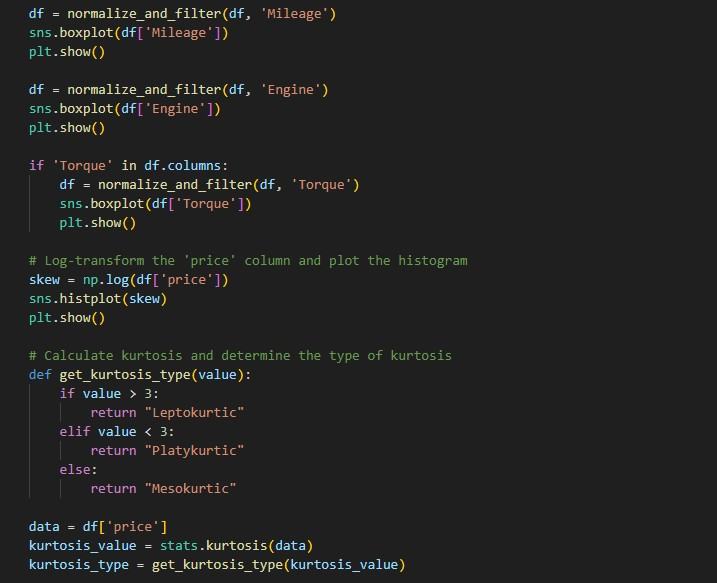 df = normalize_and_filter(df, 'Mileage')
sns.boxplot(df['Mileage'])
plt.show()

df = normalize_and_filter(df, 'Engine')
sns.boxplot(df['Engine'])
plt.show()

if 'Torque' in df.columns:
    df = normalize_and_filter(df, 'Torque')
    sns.boxplot(df['Torque'])
    plt.show()

# Log-transform the 'price' column and plot the histogram
skew = np.log(df['price'])
sns.histplot(skew)
plt.show()

# Calculate kurtosis and determine the type of kurtosis
def get_kurtosis_type(value):
    if value > 3:
        return "Leptokurtic"
    elif value < 3:
        return "Platykurtic"
    else:
        return "Mesokurtic"

data = df['price']
kurtosis_value = stats.kurtosis(data)
kurtosis_type = get_kurtosis_type(kurtosis_value)